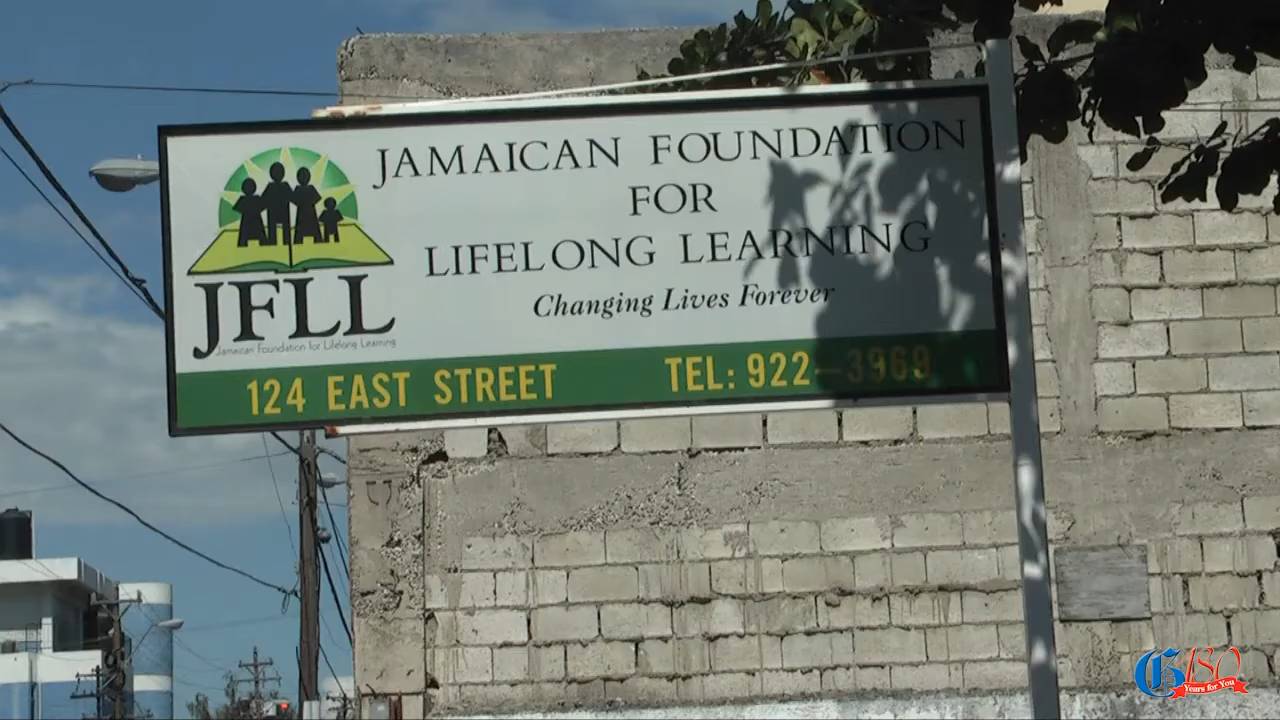 JAMAICAN FOUNDATION
FOR
LIFELONG LEARNING
Changing Lives Forever
JFLL
Jamaican Foundation for Lifelong Learning
124 EAST STREET TEL: 922-3969
G 180
Years for You